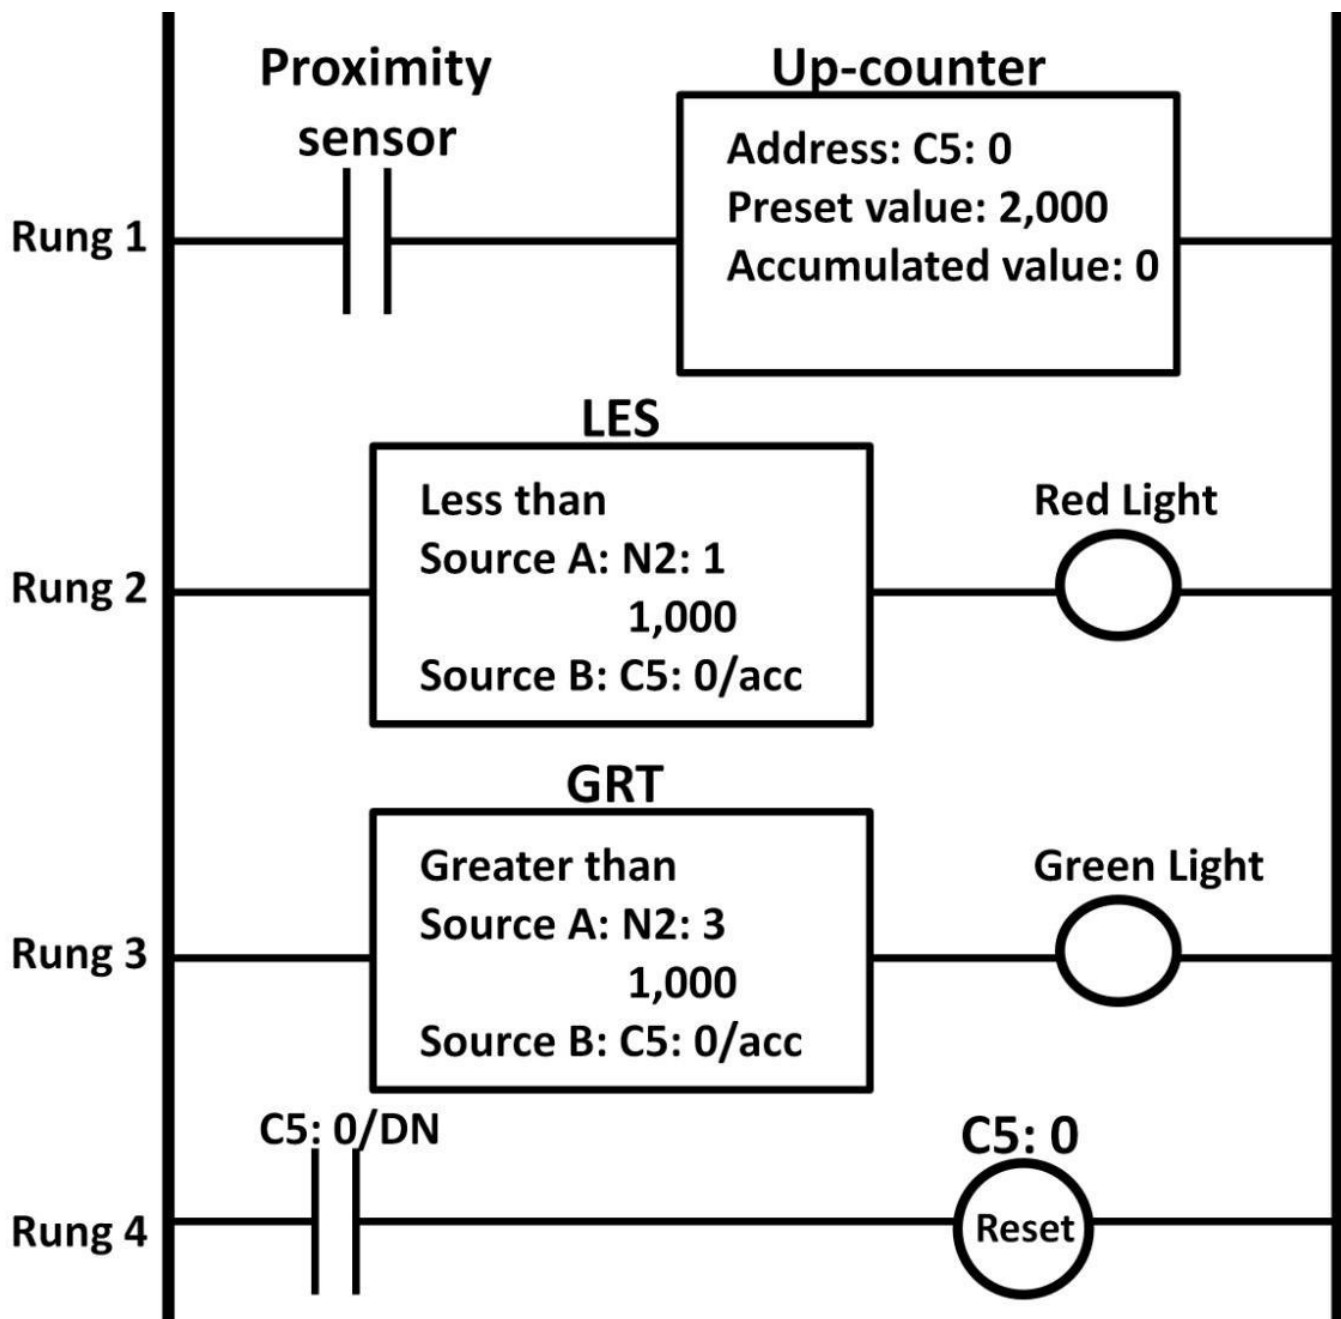 Proximity
sensor
Up-counter
Address: C5: 0
Preset value: 2,000
Accumulated value: 0
Rung 1
LES
Less than
Source A: N2: 1
1,000
Source B: C5: 0/acc
Red Light
Rung 2
GRT
Greater than
Source A: N2: 3
1,000
Source B: C5: 0/acc
Green Light
Rung 3
C5: 0/DN
C5: 0
Reset
Rung 4